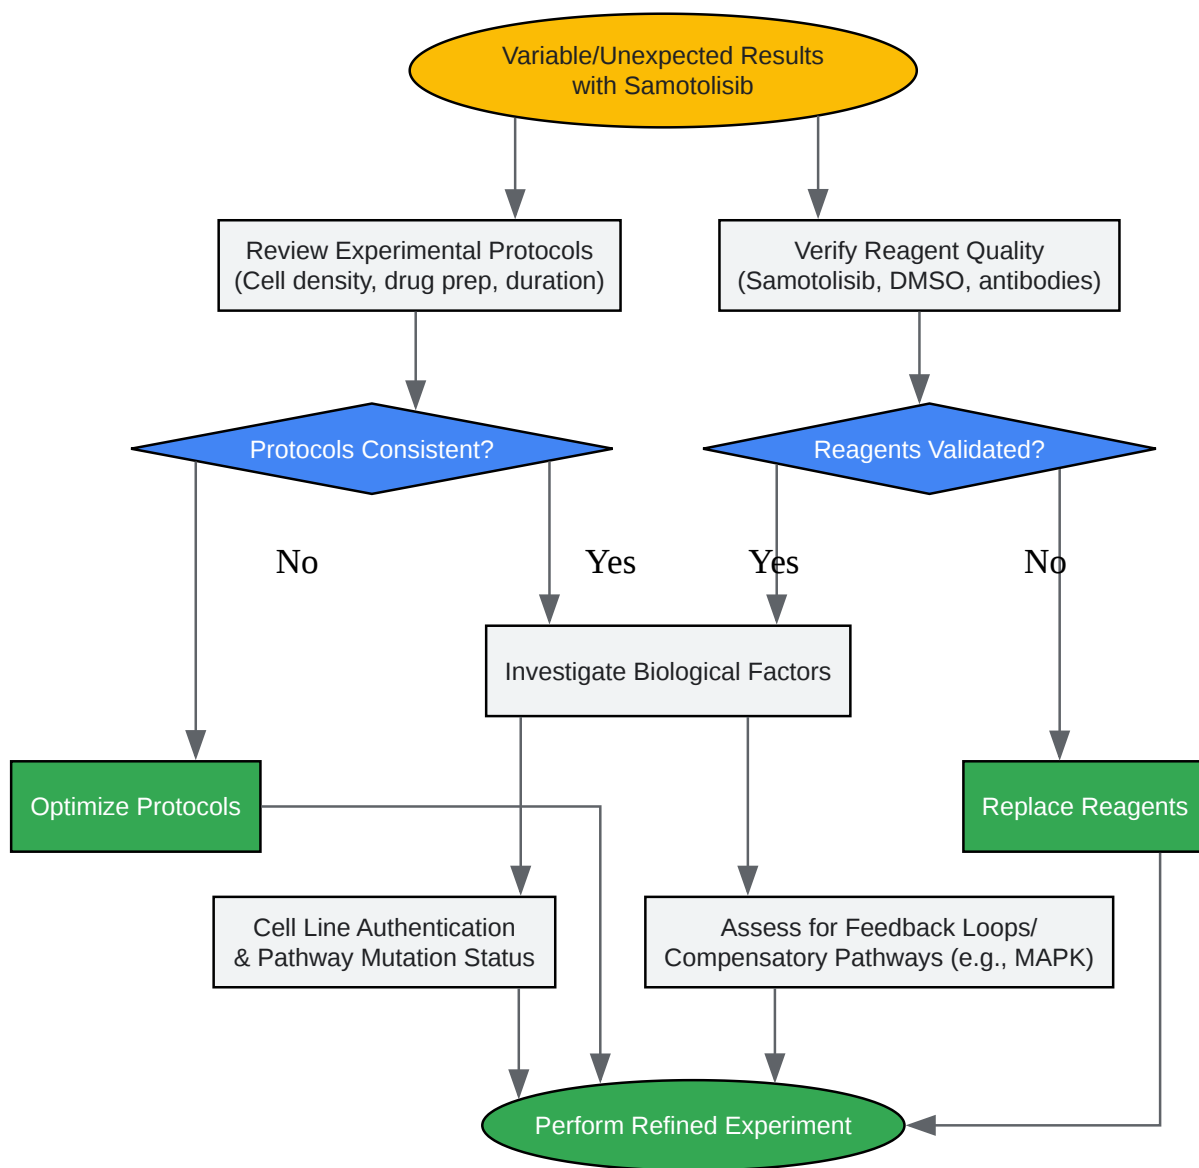 Variable/Unexpected Results
with Samotolisib
Review Experimental Protocols
(Cell density, drug prep, duration)
Verify Reagent Quality
(Samotolisib, DMSO, antibodies)
Protocols Consistent?
Reagents Validated?
No
Yes
Yes
No
Investigate Biological Factors
Optimize Protocols
Replace Reagents
Cell Line Authentication
& Pathway Mutation Status
Assess for Feedback Loops/
Compensatory Pathways (e.g., MAPK)
Perform Refined Experiment